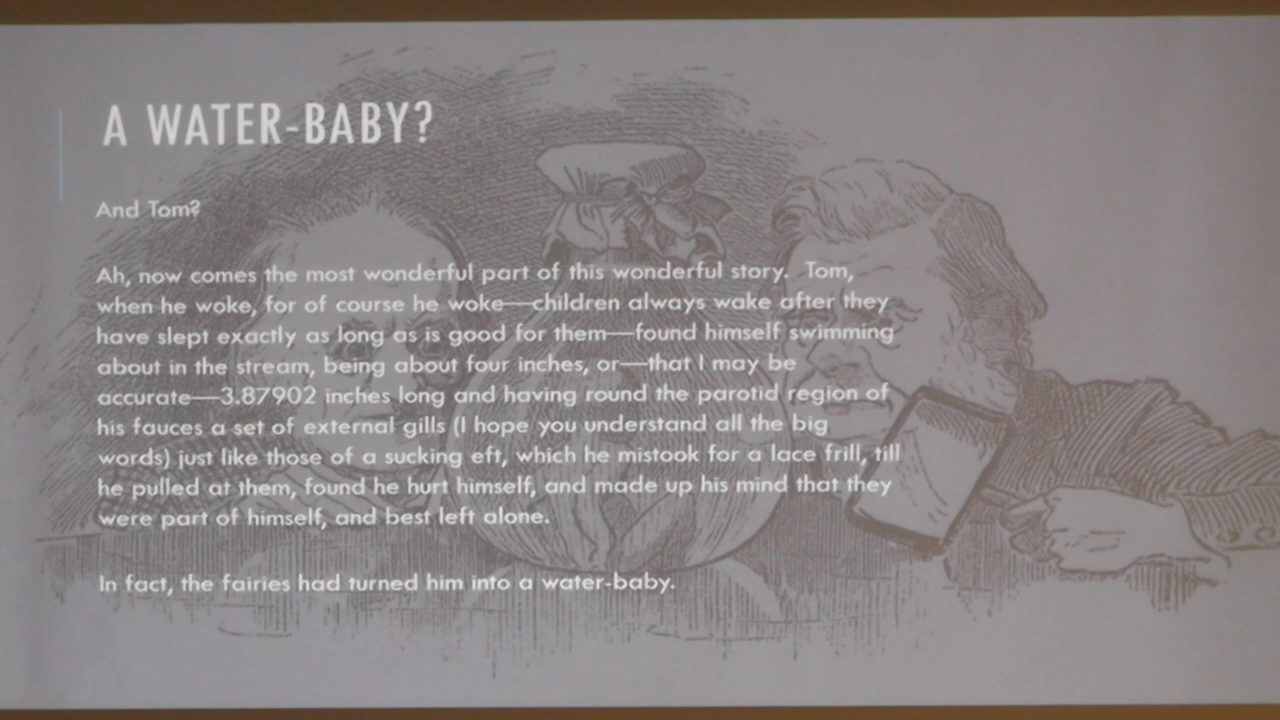 A WATER-BABY?
And Tom?
Ah, now comes the most wonderful part of this wonderful story. Tom,
when he woke, for of course he woke—children always wake after they
have slept exactly as long as is good for them—found himself swimming
about in the stream, being about four inches, or—that I may be
accurate—3.87902 inches long and having round the parotid region of
his fauces a set of external gills (I hope you understand all the big
words) just like those of a sucking eft, which he mistook for a lace frill, till
he pulled at them, found he hurt himself, and made up his mind that they
were part of himself, and best left alone.
In fact, the fairies had turned him into a water-baby.